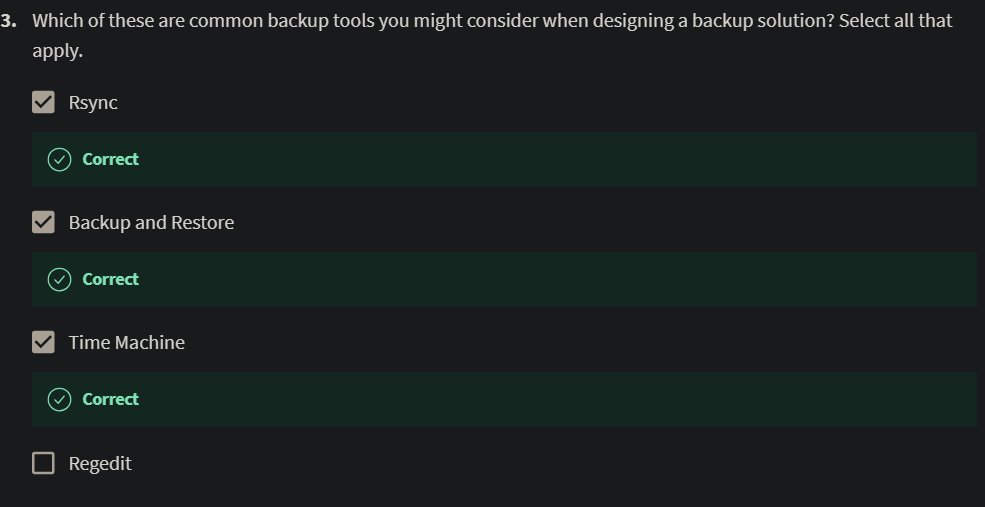 3. Which of these are common backup tools you might consider when designing a backup solution? Select all that
apply.
Rsync
Correct
Backup and Restore
Correct
Time Machine
Correct
Regedit